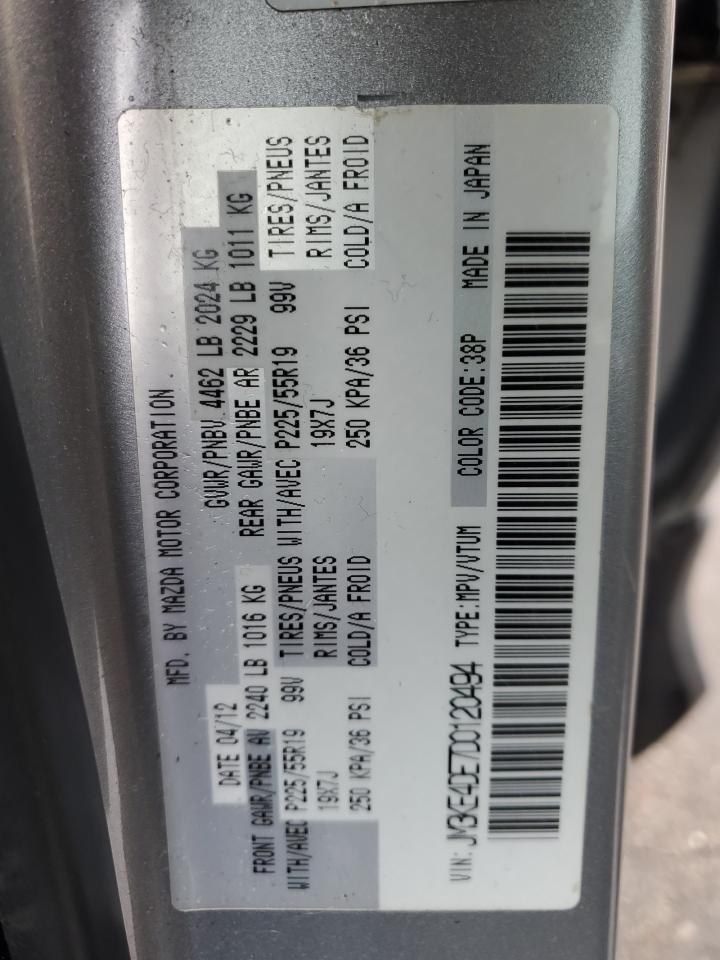 MFD. BY MAZDA MOTOR CORPORATION
DATE 04/12 GVWR/PNBV 4462 LB 2024 KG
FRONT GAWR/PNBE AV 2240 LB 1016 KG REAR GAWR/PNBE AR 2229 LB 1011 KG
WITH/AVEC P225/55R19 99V TIRES/PNEUS WITH/AVEC P225/55R19 99V TIRES/PNEUS
19X7J RIMS/JANTES 19X7J RIMS/JANTES
250 KPA/36 PSI COLD/A FROID 250 KPA/36 PSI COLD/A FROID
VIN: JM3KE4DE7D0120494 TYPE:MPV/VTUM COLOR CODE:38P MADE IN JAPAN